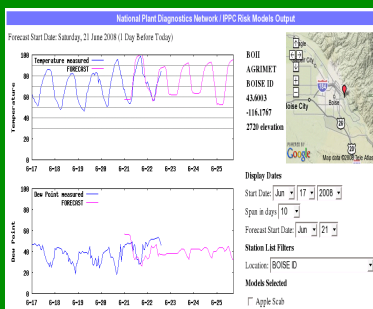 National Plant Diagnostics Network / IPPC Risk Models Output
Forecast Start Date: Saturday, 21 June 2008 (1 Day Before Today)
Temperature measured
FORECAST
Temperature
100
80
60
40
20
0
6-17 6-18 6-19 6-20 6-21 6-22 6-23 6-24 6-25
Dew Point measured
FORECAST
Dew Point
100
80
60
40
20
0
6-17 6-18 6-19 6-20 6-21 6-22 6-23 6-24 6-25
BOII
AGRIMET
BOISE ID
43.6003
-116.1767
2720 elevation
Boise
20
20
POWERED BY
Google
Map data ©2008 Tele Atlas
Display Dates
Start Date: Jun 17 2008
Span in days 10
Forecast Start Date: Jun 21
Station List Filters
Location: BOISE ID
Models Selected
Apple Scab